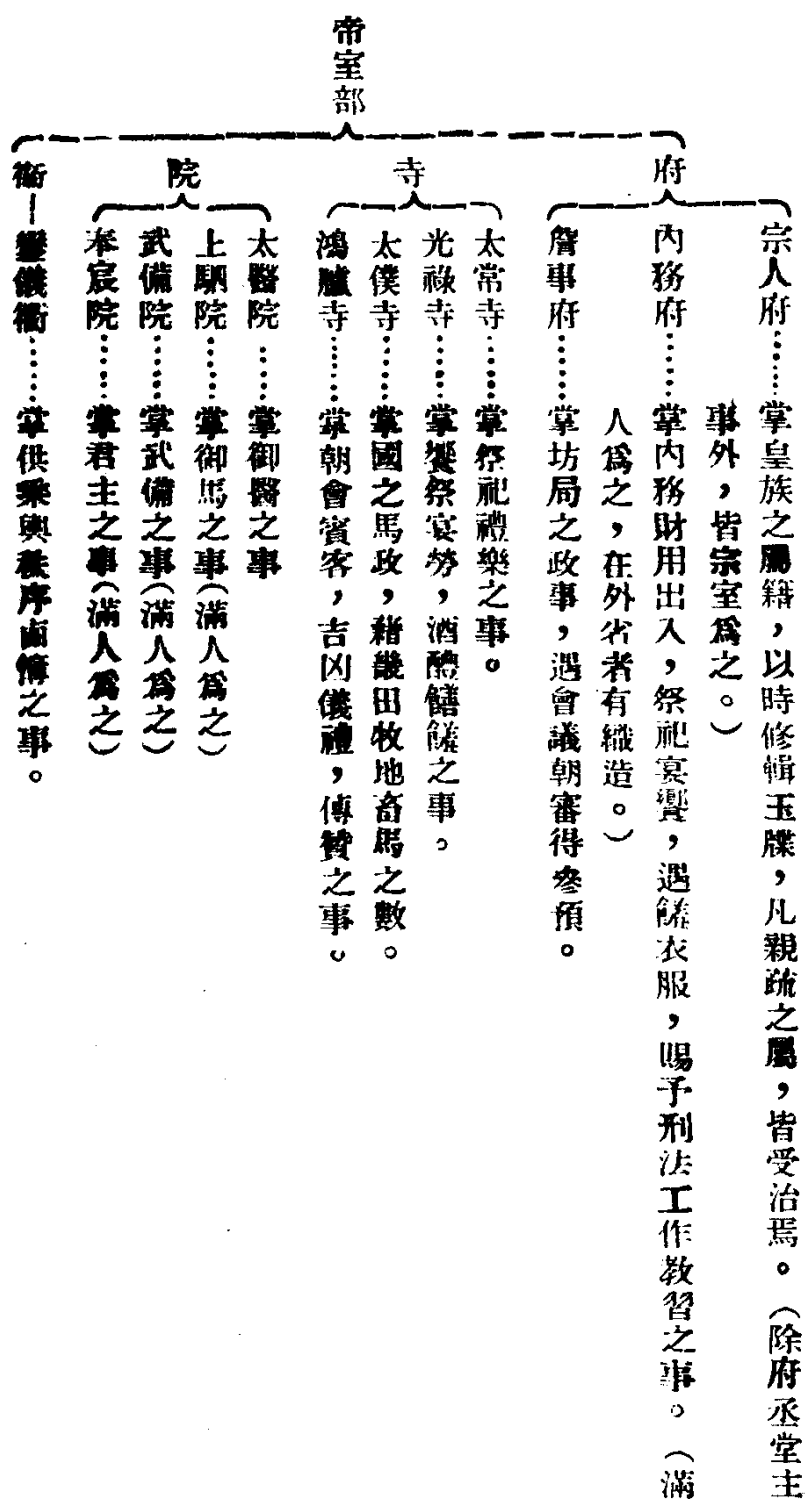 帝室部
府
宗人府……掌皇族之屬籍，以時修輯玉牒，凡親疏之屬，皆受治焉。（除府丞堂主
事外，皆宗室爲之。）
內務府……掌內務財用出入，祭祀宴饗，遇饈衣服，賜予刑法工作敎習之事。（滿
人爲之，在外省者有織造。）
詹事府……掌坊局之政事，遇會議朝審得參預。
寺
太常寺……掌祭祀禮樂之事。
光祿寺……掌饗祭宴勞，酒醴饍饈之事。
太僕寺……掌國之馬政，籍畿田牧地畜馬之數。
鴻臚寺……掌朝會賓客，吉凶儀禮，傳贊之事。
院
太醫院……掌御醫之事
上駟院……掌御馬之事（滿人爲之）
武備院……掌武備之事（滿人爲之）
奉宸院……掌君主之事（滿人爲之）
衞—鑾儀衞……掌供乘輿秩序鹵簿之事。